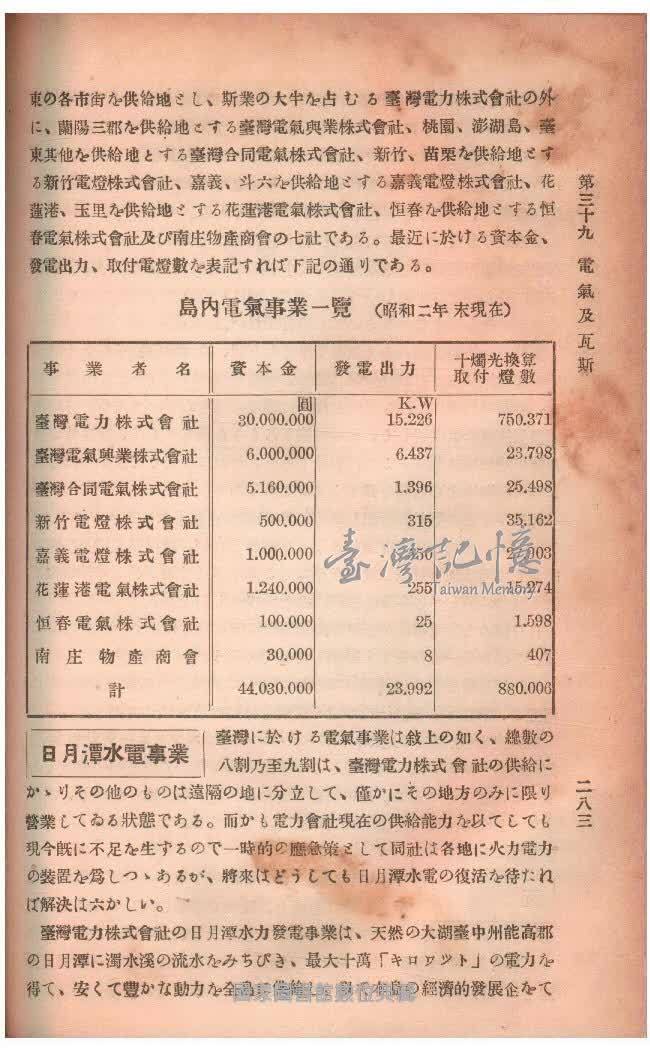 東の各市街を供給地とし、斯業の大半を占むる臺灣電力株式會社の外
に、蘭陽三郡を供給地とする臺灣電氣興業株式會社、桃園、澎湖島、臺
東其他を供給地とする臺灣合同電氣株式會社、新竹、苗栗を供給地とす
る新竹電燈株式會社、嘉義、斗六を供給地とする嘉義電燈株式會社、花
蓮港、玉里を供給地とする花蓮港電氣株式會社、恒春を供給地とする恒
春電氣株式會社及び南庄物產商會の七社である。最近に於ける資本金、
發電出力、取付電燈數を表記すれば下記の通りである。
島內電氣事業一覽 （昭和二年末現在）
事業者名 資本金 發電出力 十燭光換算取付燈數
圓 K.W
臺灣電力株式會社 30.000.000 15.226 750.371
臺灣電氣興業株式會社 6.000.000 6.437 23.798
臺灣合同電氣株式會社 5.160.000 1.396 25.498
新竹電燈株式會社 500.000 315 35.162
嘉義電燈株式會社 1.000.000
花蓮港電氣株式會社 1.240.000 255 15.274
恒春電氣株式會社 100.000 25 1.598
南庄物產商會 30.000 8 407
計 44.030.000 23.992 880.006
日月潭水電事業
臺灣に於ける電氣事業は敍上の如く、總數の
八割乃至九割は、臺灣電力株式會社の供給に
かゝりその他のものは遠隔の地に分立して、僅かにその地方のみに限り
營業してゐる狀態である。而かも電力會社現在の供給能力を以てしても
現今旣に不足を生ずるので一時的の應急策として同社は各地に火力電力
の裝置を爲しつゝあるが、將來はどうしても日月潭水電の復活を待たれ
ば解決は六かしい。
臺灣電力株式會社の日月潭水力發電事業は、天然の大湖臺中州能高郡
の日月潭に濁水溪の流水をみちびき、最大十萬「キロワツト」の電力を
得て、安くて豐かな動力を全島に供給し、
本島の經濟的發展企をて
第三十九 電氣及瓦斯
二八三
臺灣記憶
Taiwan Memory
國家圖書館數位典藏